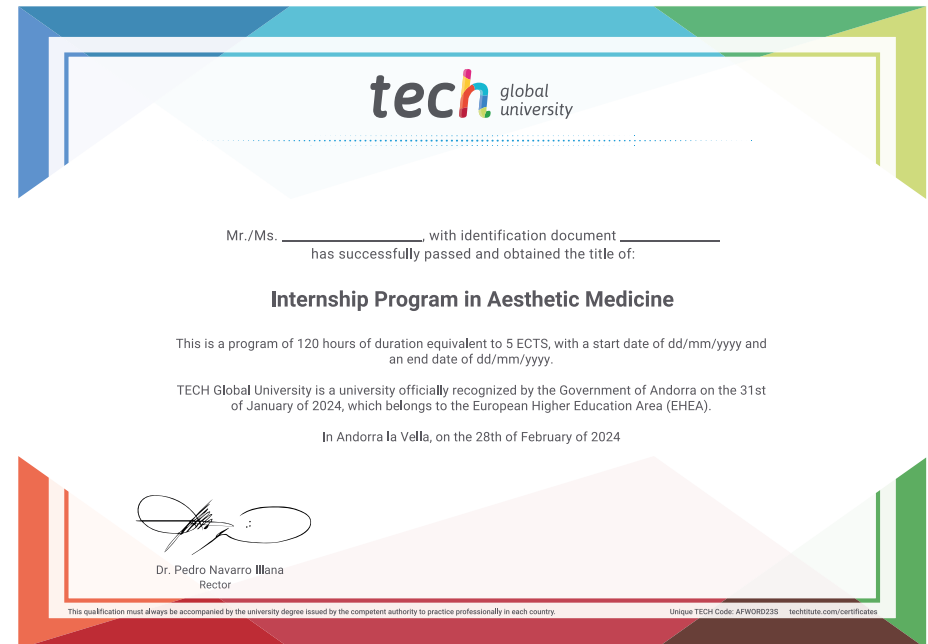 tech global university
Mr./Ms. ____________, with identification document ____________
has successfully passed and obtained the title of:
Internship Program in Aesthetic Medicine
This is a program of 120 hours of duration equivalent to 5 ECTS, with a start date of dd/mm/yyyy and
an end date of dd/mm/yyyy.
TECH Global University is a university officially recognized by the Government of Andorra on the 31st
of January of 2024, which belongs to the European Higher Education Area (EHEA).
In Andorra la Vella, on the 28th of February of 2024
Dr. Pedro Navarro Illana
Rector
This qualification must always be accompanied by the university degree issued by the competent authority to practice professionally in each country.
Unique TECH Code: AFWORD23S techtitute.com/certificates